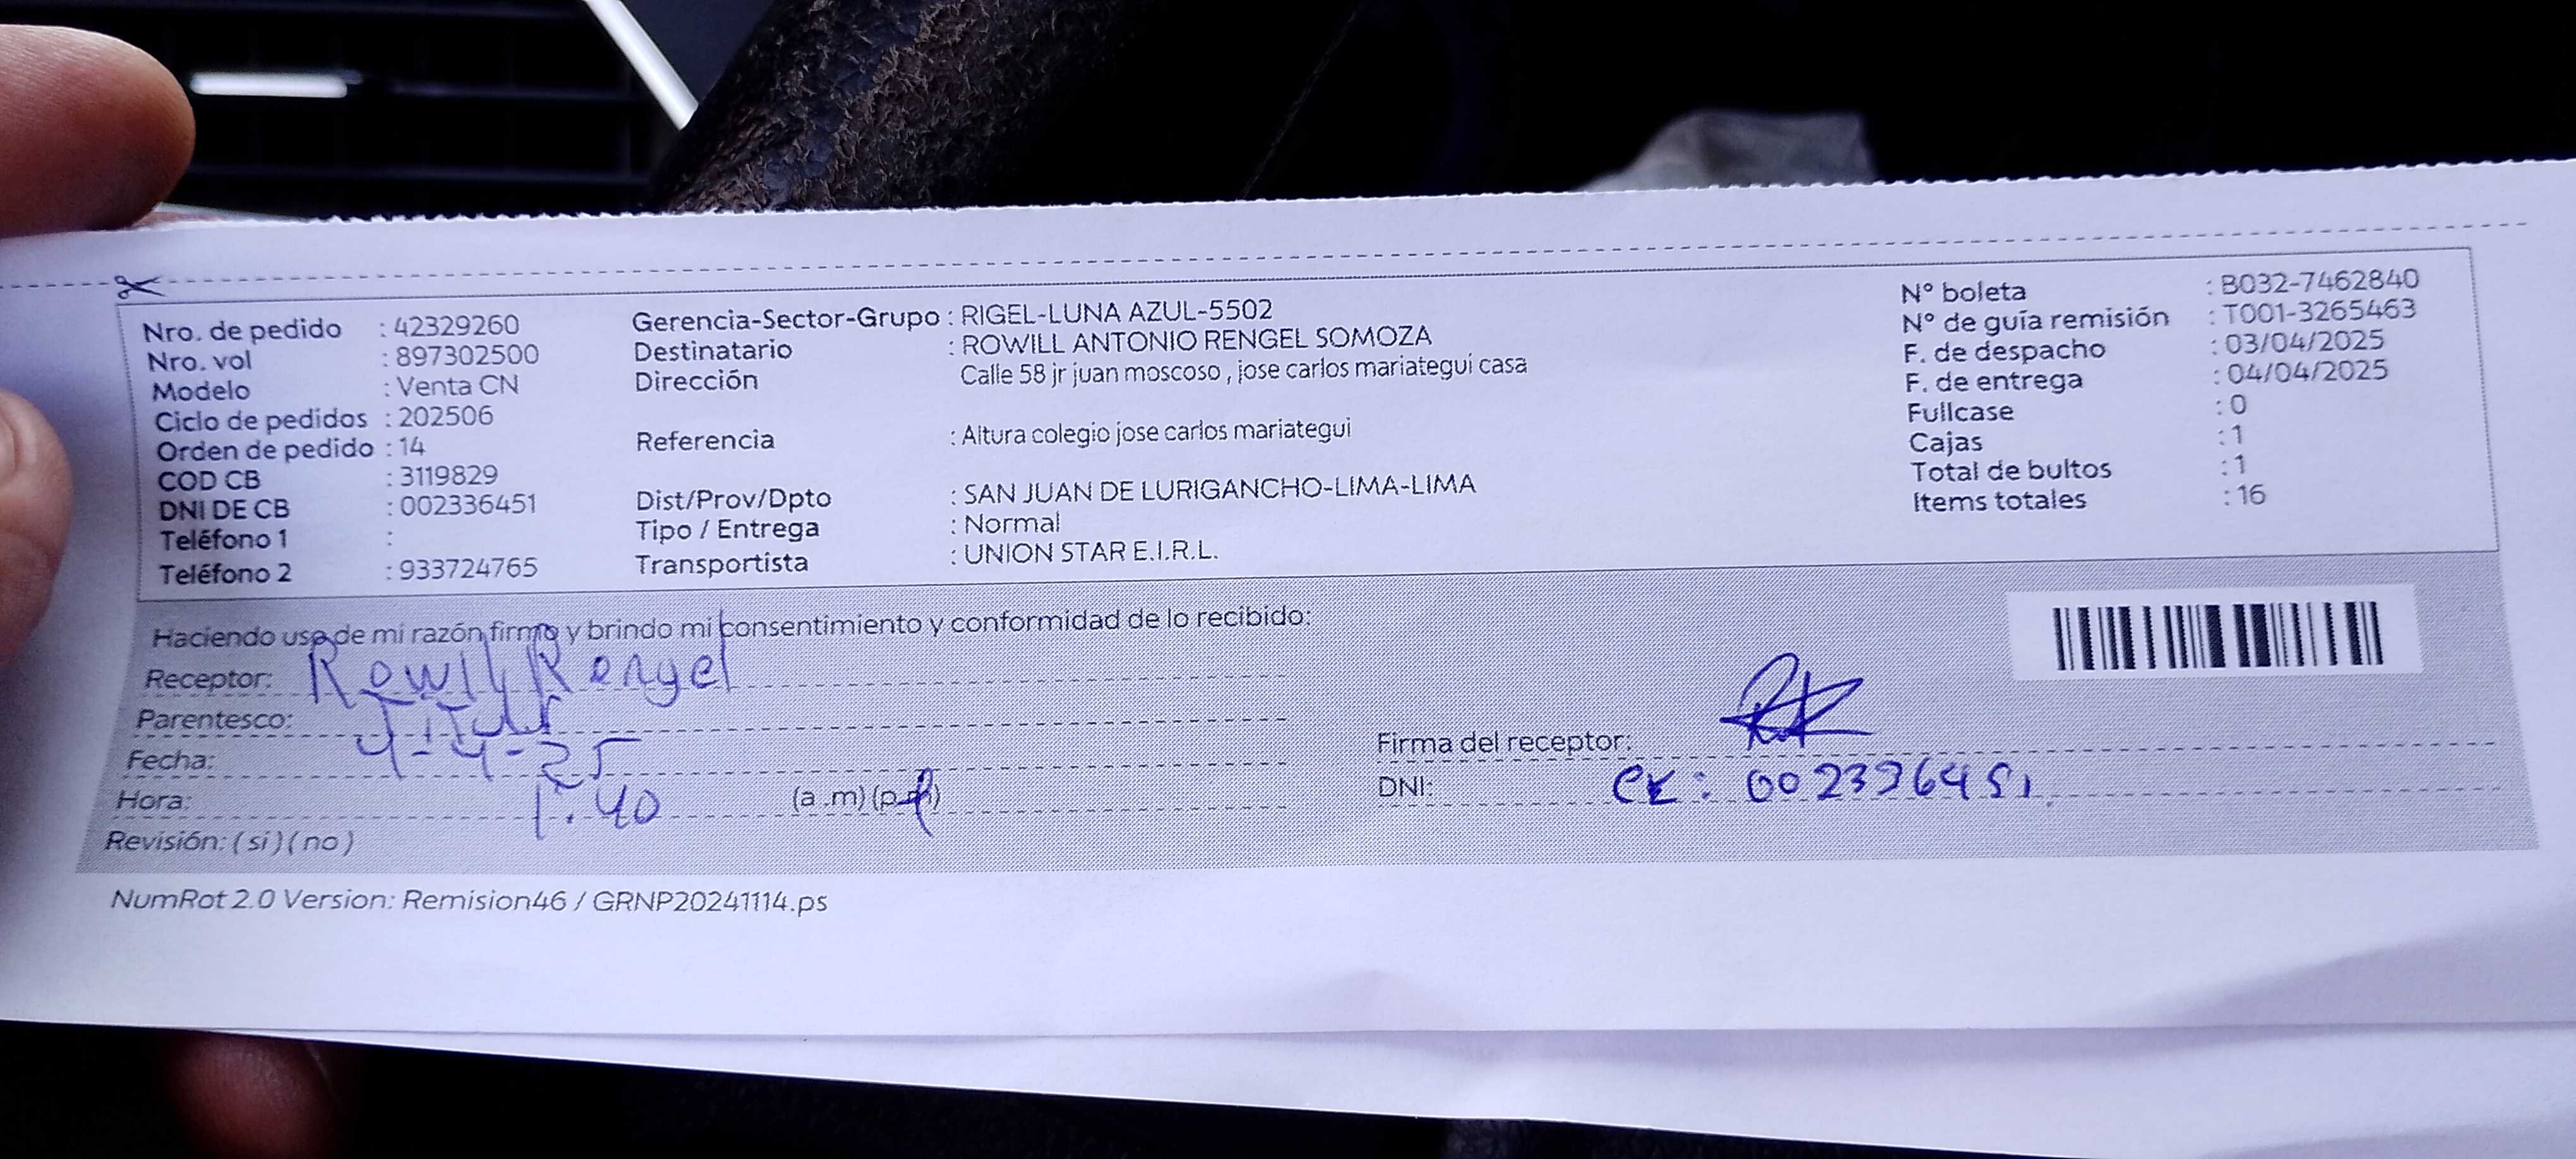 Nro. de pedido : 42329260
Nro. vol : 897302500
Modelo : Venta CN
Ciclo de pedidos : 202506
Orden de pedido : 14
COD CB : 3119829
DNI DE CB : 002336451
Teléfono 1 :
Teléfono 2 : 933724765
Gerencia-Sector-Grupo : RIGEL-LUNA AZUL-5502
Destinatario : ROWILL ANTONIO RENGEL SOMOZA
Dirección Calle 58 jr juan moscoso , jose carlos mariategui casa
Referencia : Altura colegio jose carlos mariategui
Dist/Prov/Dpto : SAN JUAN DE LURIGANCHO-LIMA-LIMA
Tipo / Entrega : Normal
Transportista : UNION STAR E.I.R.L.
N° boleta : B032-7462840
N° de guía remisión : T001-3265463
F. de despacho : 03/04/2025
F. de entrega : 04/04/2025
Fullcase : 0
Cajas : 1
Total de bultos : 1
Items totales : 16
Haciendo uso de mi razón firmo y brindo mi consentimiento y conformidad de lo recibido:
Receptor: Rowill Rengel
Parentesco: Titular
Fecha: 4-4-25
Hora: 1:40 (a .m) (p.m)
Revisión: ( si ) ( no )
Firma del receptor:
DNI: CE: 002336451
NumRot 2.0 Version: Remision46 / GRNP20241114.ps